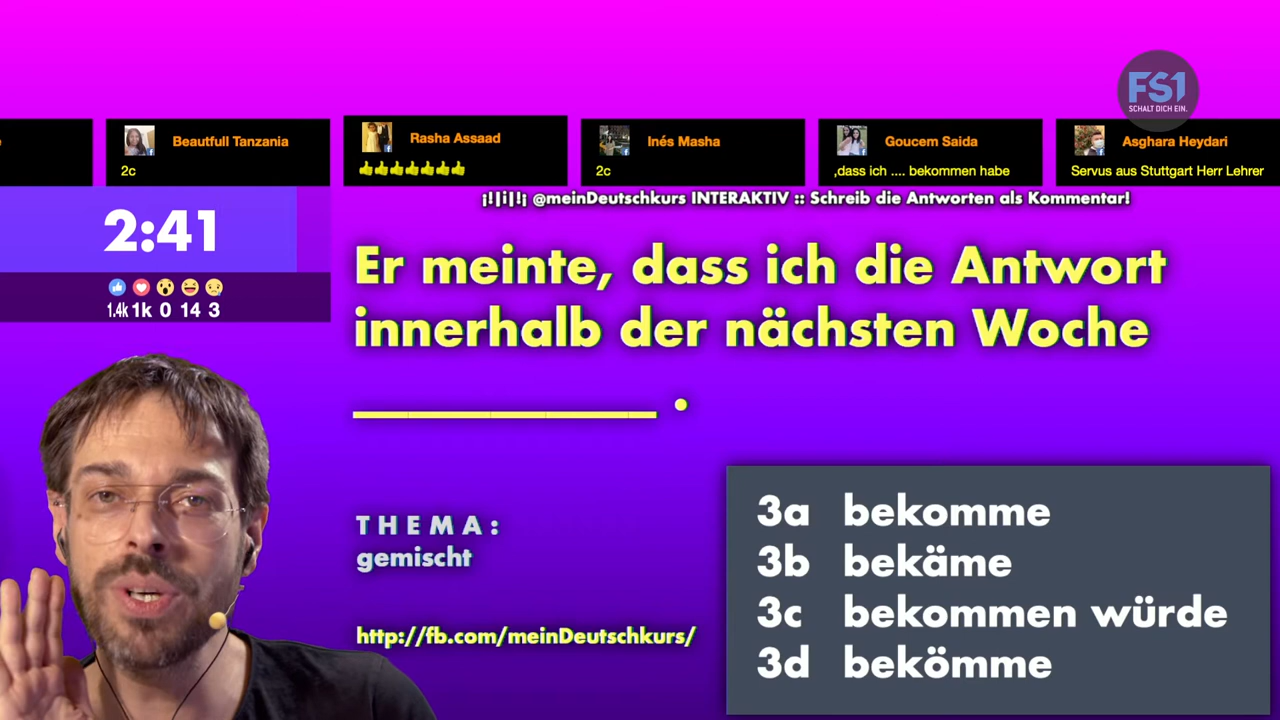 FS1
SCHALT DICH EIN.
Beautfull Tanzania
2c
Rasha Assaad
👍👍👍👍👍👍👍
Inés Masha
2c
Goucem Saida
,dass ich .... bekommen habe
Asghara Heydari
Servus aus Stuttgart Herr Lehrer
¡!|i|!¡ @meinDeutschkurs INTERAKTIV :: Schreib die Antworten als Kommentar!
2:41
1.4k 1k 0 14 3
Er meinte, dass ich die Antwort
innerhalb der nächsten Woche
___________ .
THEMA:
gemischt
http://fb.com/meinDeutschkurs/
3a bekomme
3b bekäme
3c bekommen würde
3d bekömme